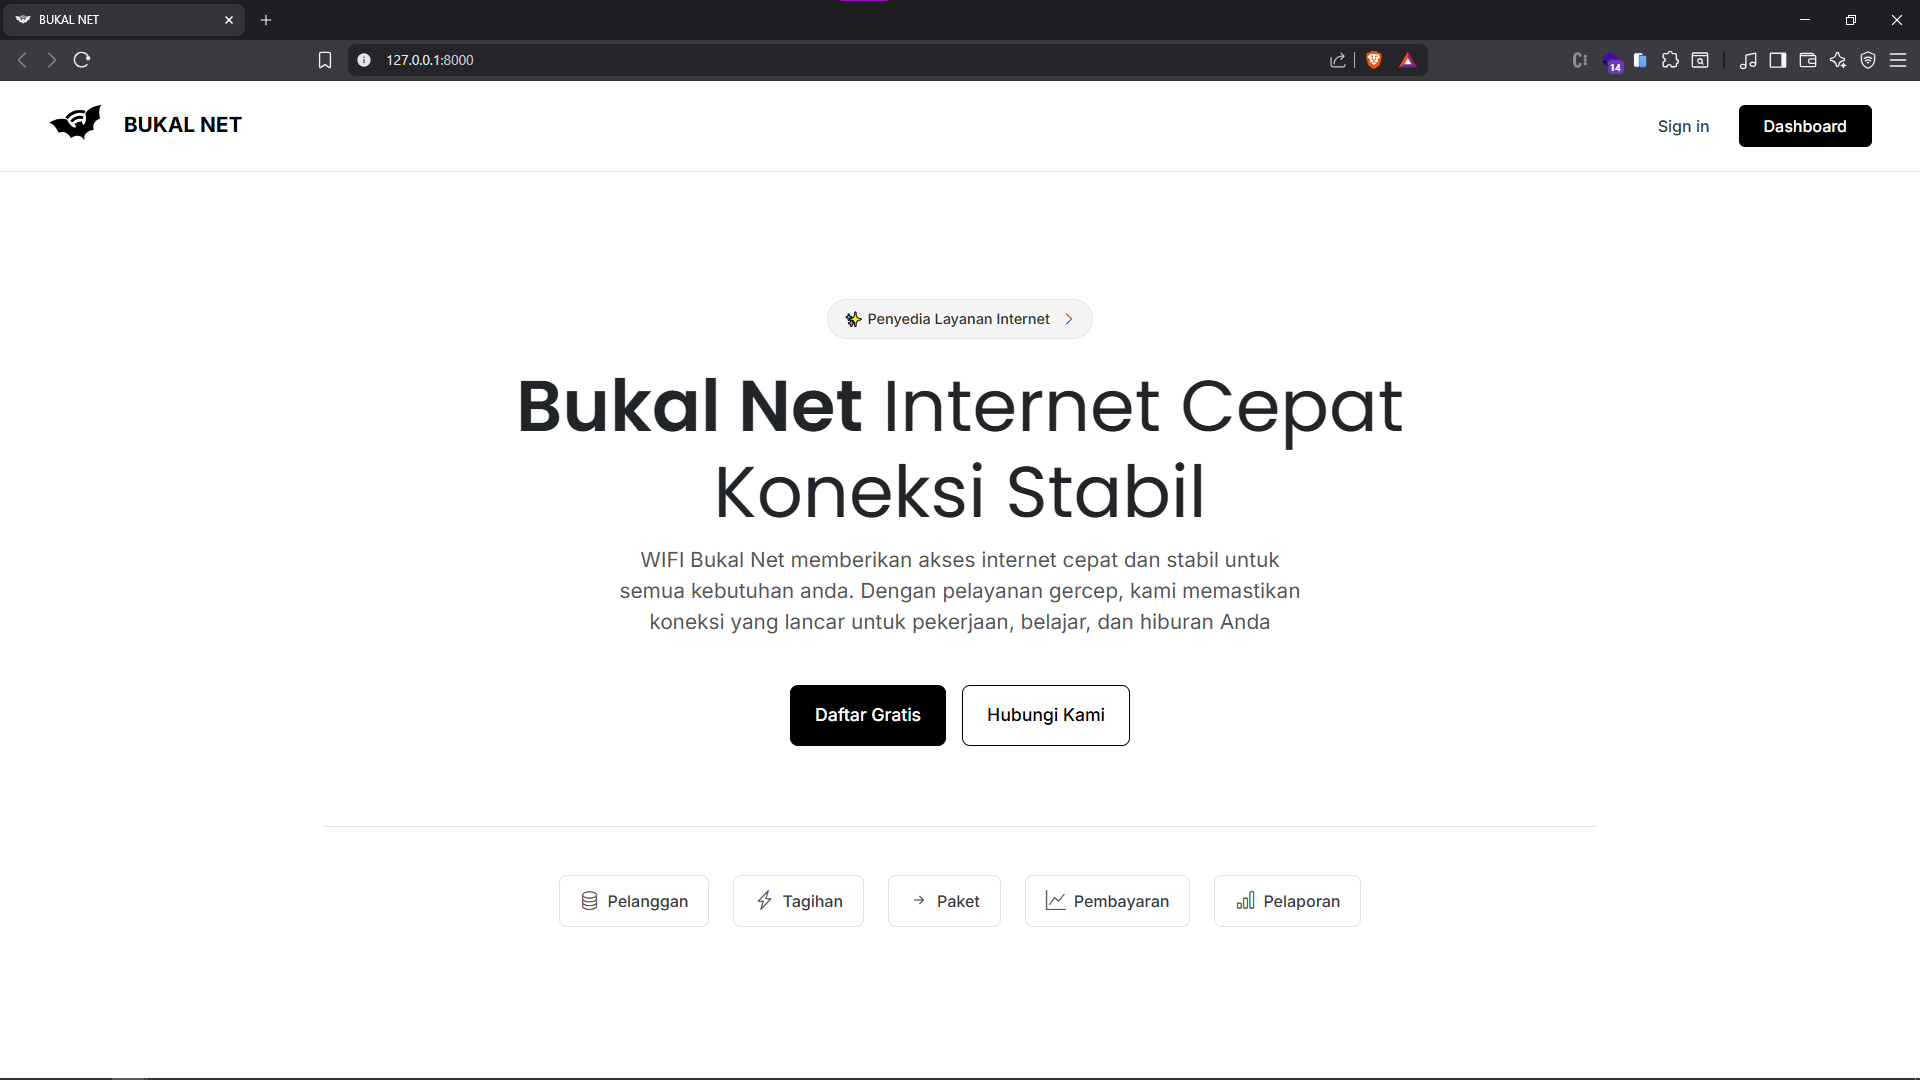 BUKAL NET
127.0.0.1:8000
14
BUKAL NET
Sign in
Dashboard
Penyedia Layanan Internet
Bukal Net Internet Cepat
Koneksi Stabil
WIFI Bukal Net memberikan akses internet cepat dan stabil untuk
semua kebutuhan anda. Dengan pelayanan gercep, kami memastikan
koneksi yang lancar untuk pekerjaan, belajar, dan hiburan Anda
Daftar Gratis
Hubungi Kami
Pelanggan
Tagihan
Paket
Pembayaran
Pelaporan